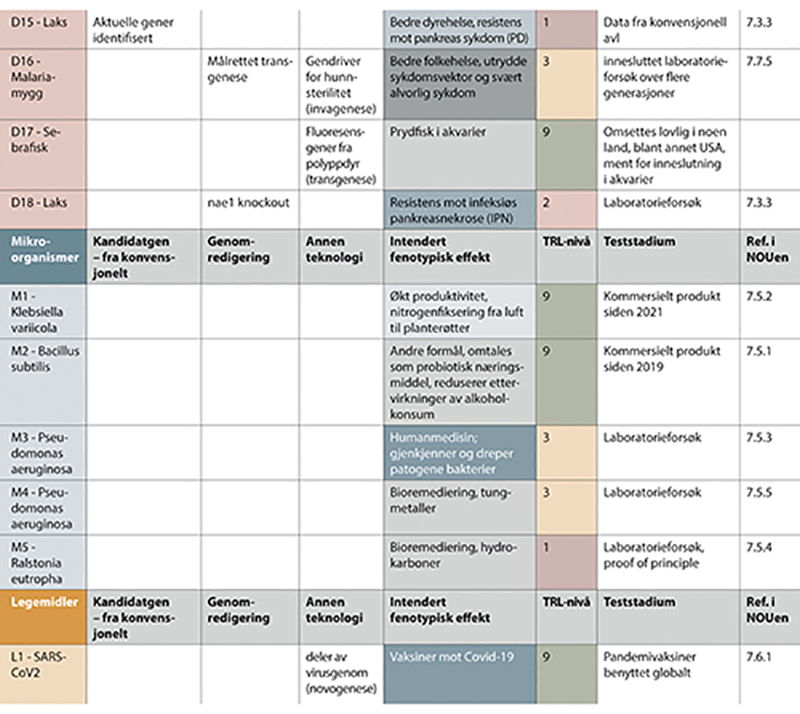 D15 - Laks
Aktuelle gener
identifisert
Bedre dyrehelse, resistens
mot pankreas sykdom (PD)
1
Data fra konvensjonell
avl
7.3.3
D16 -
Malaria-
mygg
Målrettet trans-
genese
Gendriver
for hunn-
sterilitet
(invagenese)
Bedre folkehelse, utrydde
sykdomsvektor og svært
alvorlig sykdom
3
innesluttet laboratorie-
forsøk over flere
generasjoner
7.7.5
D17 - Se-
brafisk
Fluoresens-
gener fra
polyppdyr
(transgenese)
Prydfisk i akvarier
9
Omsettes lovlig i noen
land, blant annet USA,
ment for inneslutning
i akvarier
D18 - Laks
nae1 knockout
Resistens mot infeksiøs
pankreasnekrose (IPN)
2
Laboratorieforsøk
7.3.3
Mikro-
organismer
Kandidatgen
– fra konvens-
jonelt
Genom-
redigering
Annen
teknologi
Intendert
fenotypisk effekt
TRL-nivå
Teststadium
Ref. i
NOUen
M1 -
Klebsiella
variicola
Økt produktivitet,
nitrogenfiksering fra luft
til planterøtter
9
Kommersielt produkt
siden 2021
7.5.2
M2 - Bacillus
subtilis
Andre formål, omtales
som probiotisk nærings-
middel, reduserer etter-
virkninger av alkohol-
konsum
9
Kommersielt produkt
siden 2019
7.5.1
M3 - Pseu-
domonas
aeruginosa
Humanmedisin;
gjenkjenner og dreper
patogene bakterier
3
Laboratorieforsøk
7.5.3
M4 - Pseu-
domonas
aeruginosa
Bioremediering, tung-
metaller
3
Laboratorieforsøk
7.5.5
M5 -
Ralstonia
eutropha
Bioremediering, hydro-
karboner
1
Laboratorieforsøk,
proof of principle
7.5.4
Legemidler
Kandidatgen
– fra konvens-
jonelt
Genom-
redigering
Annen
teknologi
Intendert
fenotypisk effekt
TRL-nivå
Teststadium
Ref. i
NOUen
L1 - SARS-
CoV2
deler av
virusgenom
(novogenese)
Vaksiner mot Covid-19
9
Pandemivaksiner
benyttet globalt
7.6.1